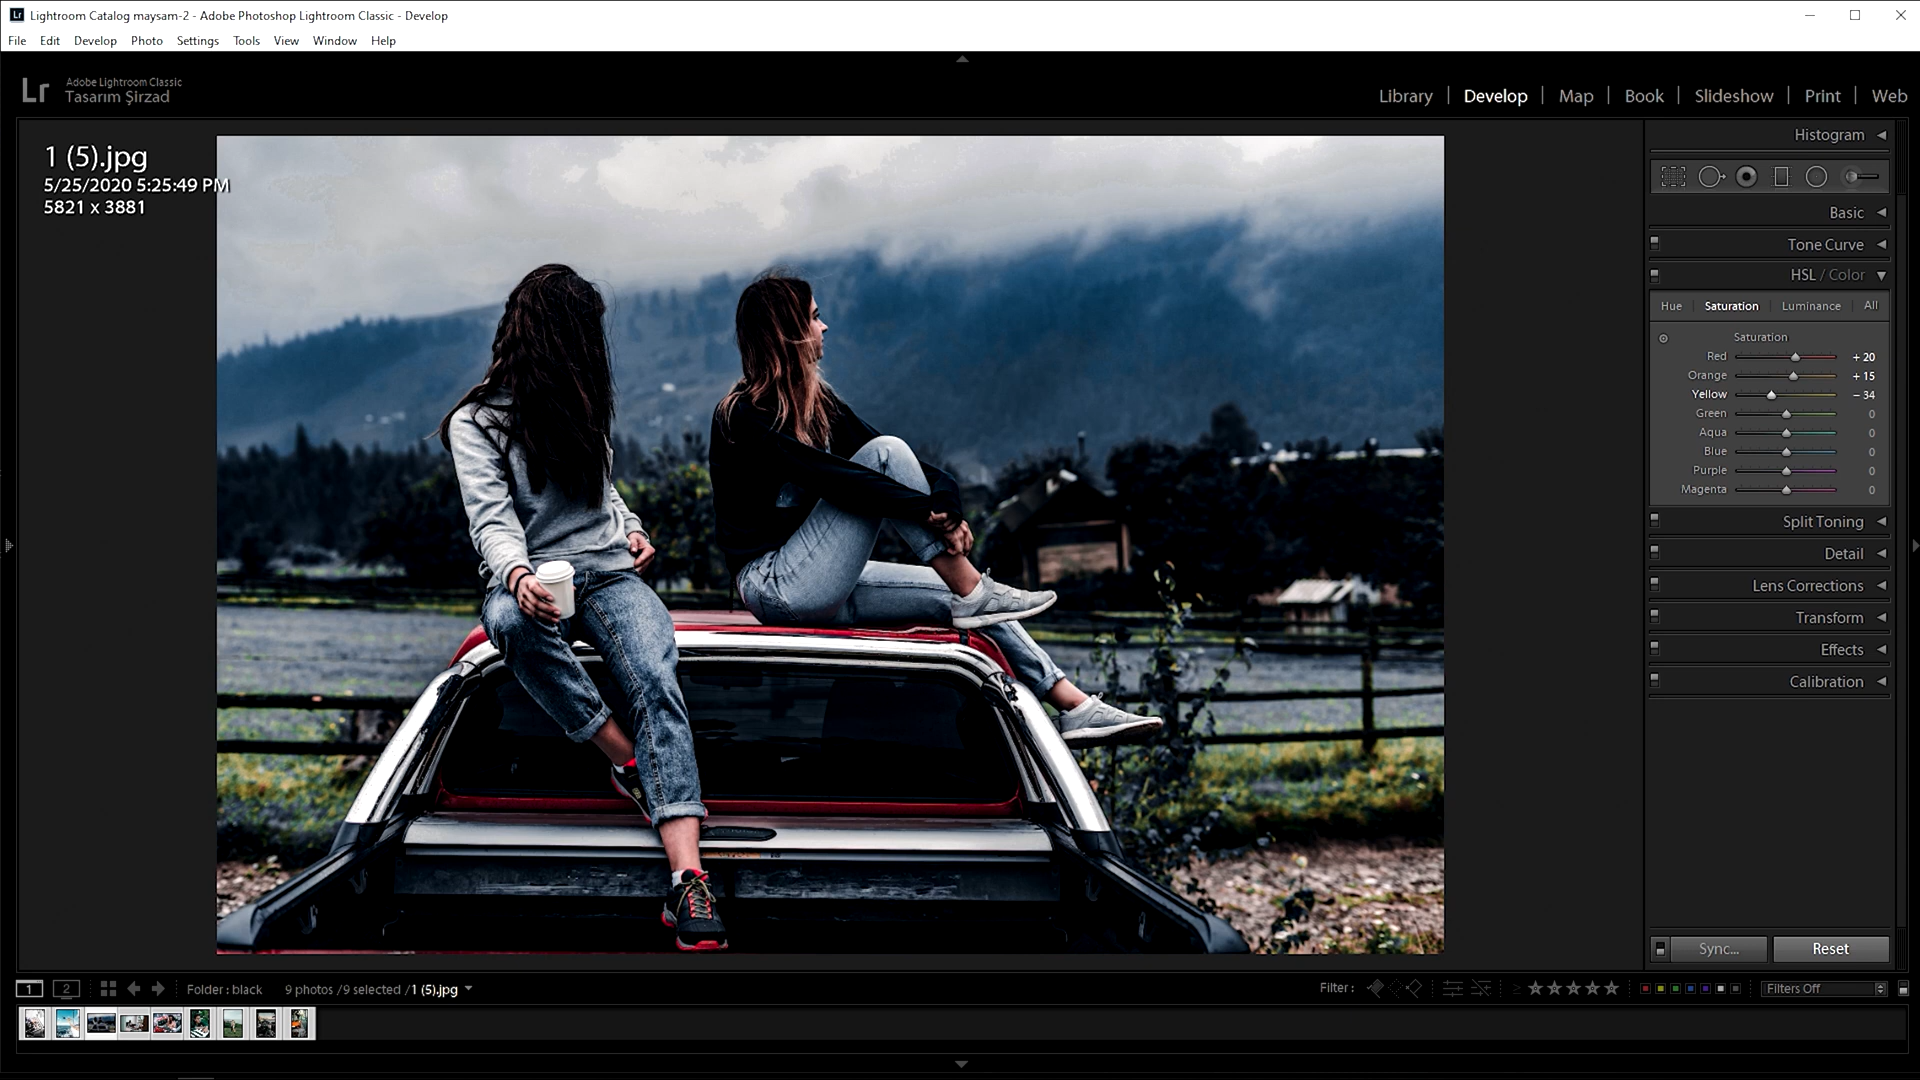 Lightroom Catalog maysam-2 - Adobe Photoshop Lightroom Classic - Develop
File Edit Develop Photo Settings Tools View Window Help
Lr Adobe Lightroom Classic
Tasarım Şirzad
Library | Develop | Map | Book | Slideshow | Print | Web
1 (5).jpg
5/25/2020 5:25:49 PM
5821 x 3881
Histogram
Basic
Tone Curve
HSL / Color
Hue Saturation Luminance All
Saturation
Red + 20
Orange + 15
Yellow − 34
Green 0
Aqua 0
Blue 0
Purple 0
Magenta 0
Split Toning
Detail
Lens Corrections
Transform
Effects
Calibration
Sync... Reset
1 2 Folder : black 9 photos /9 selected /1 (5).jpg Filter : Filters Off